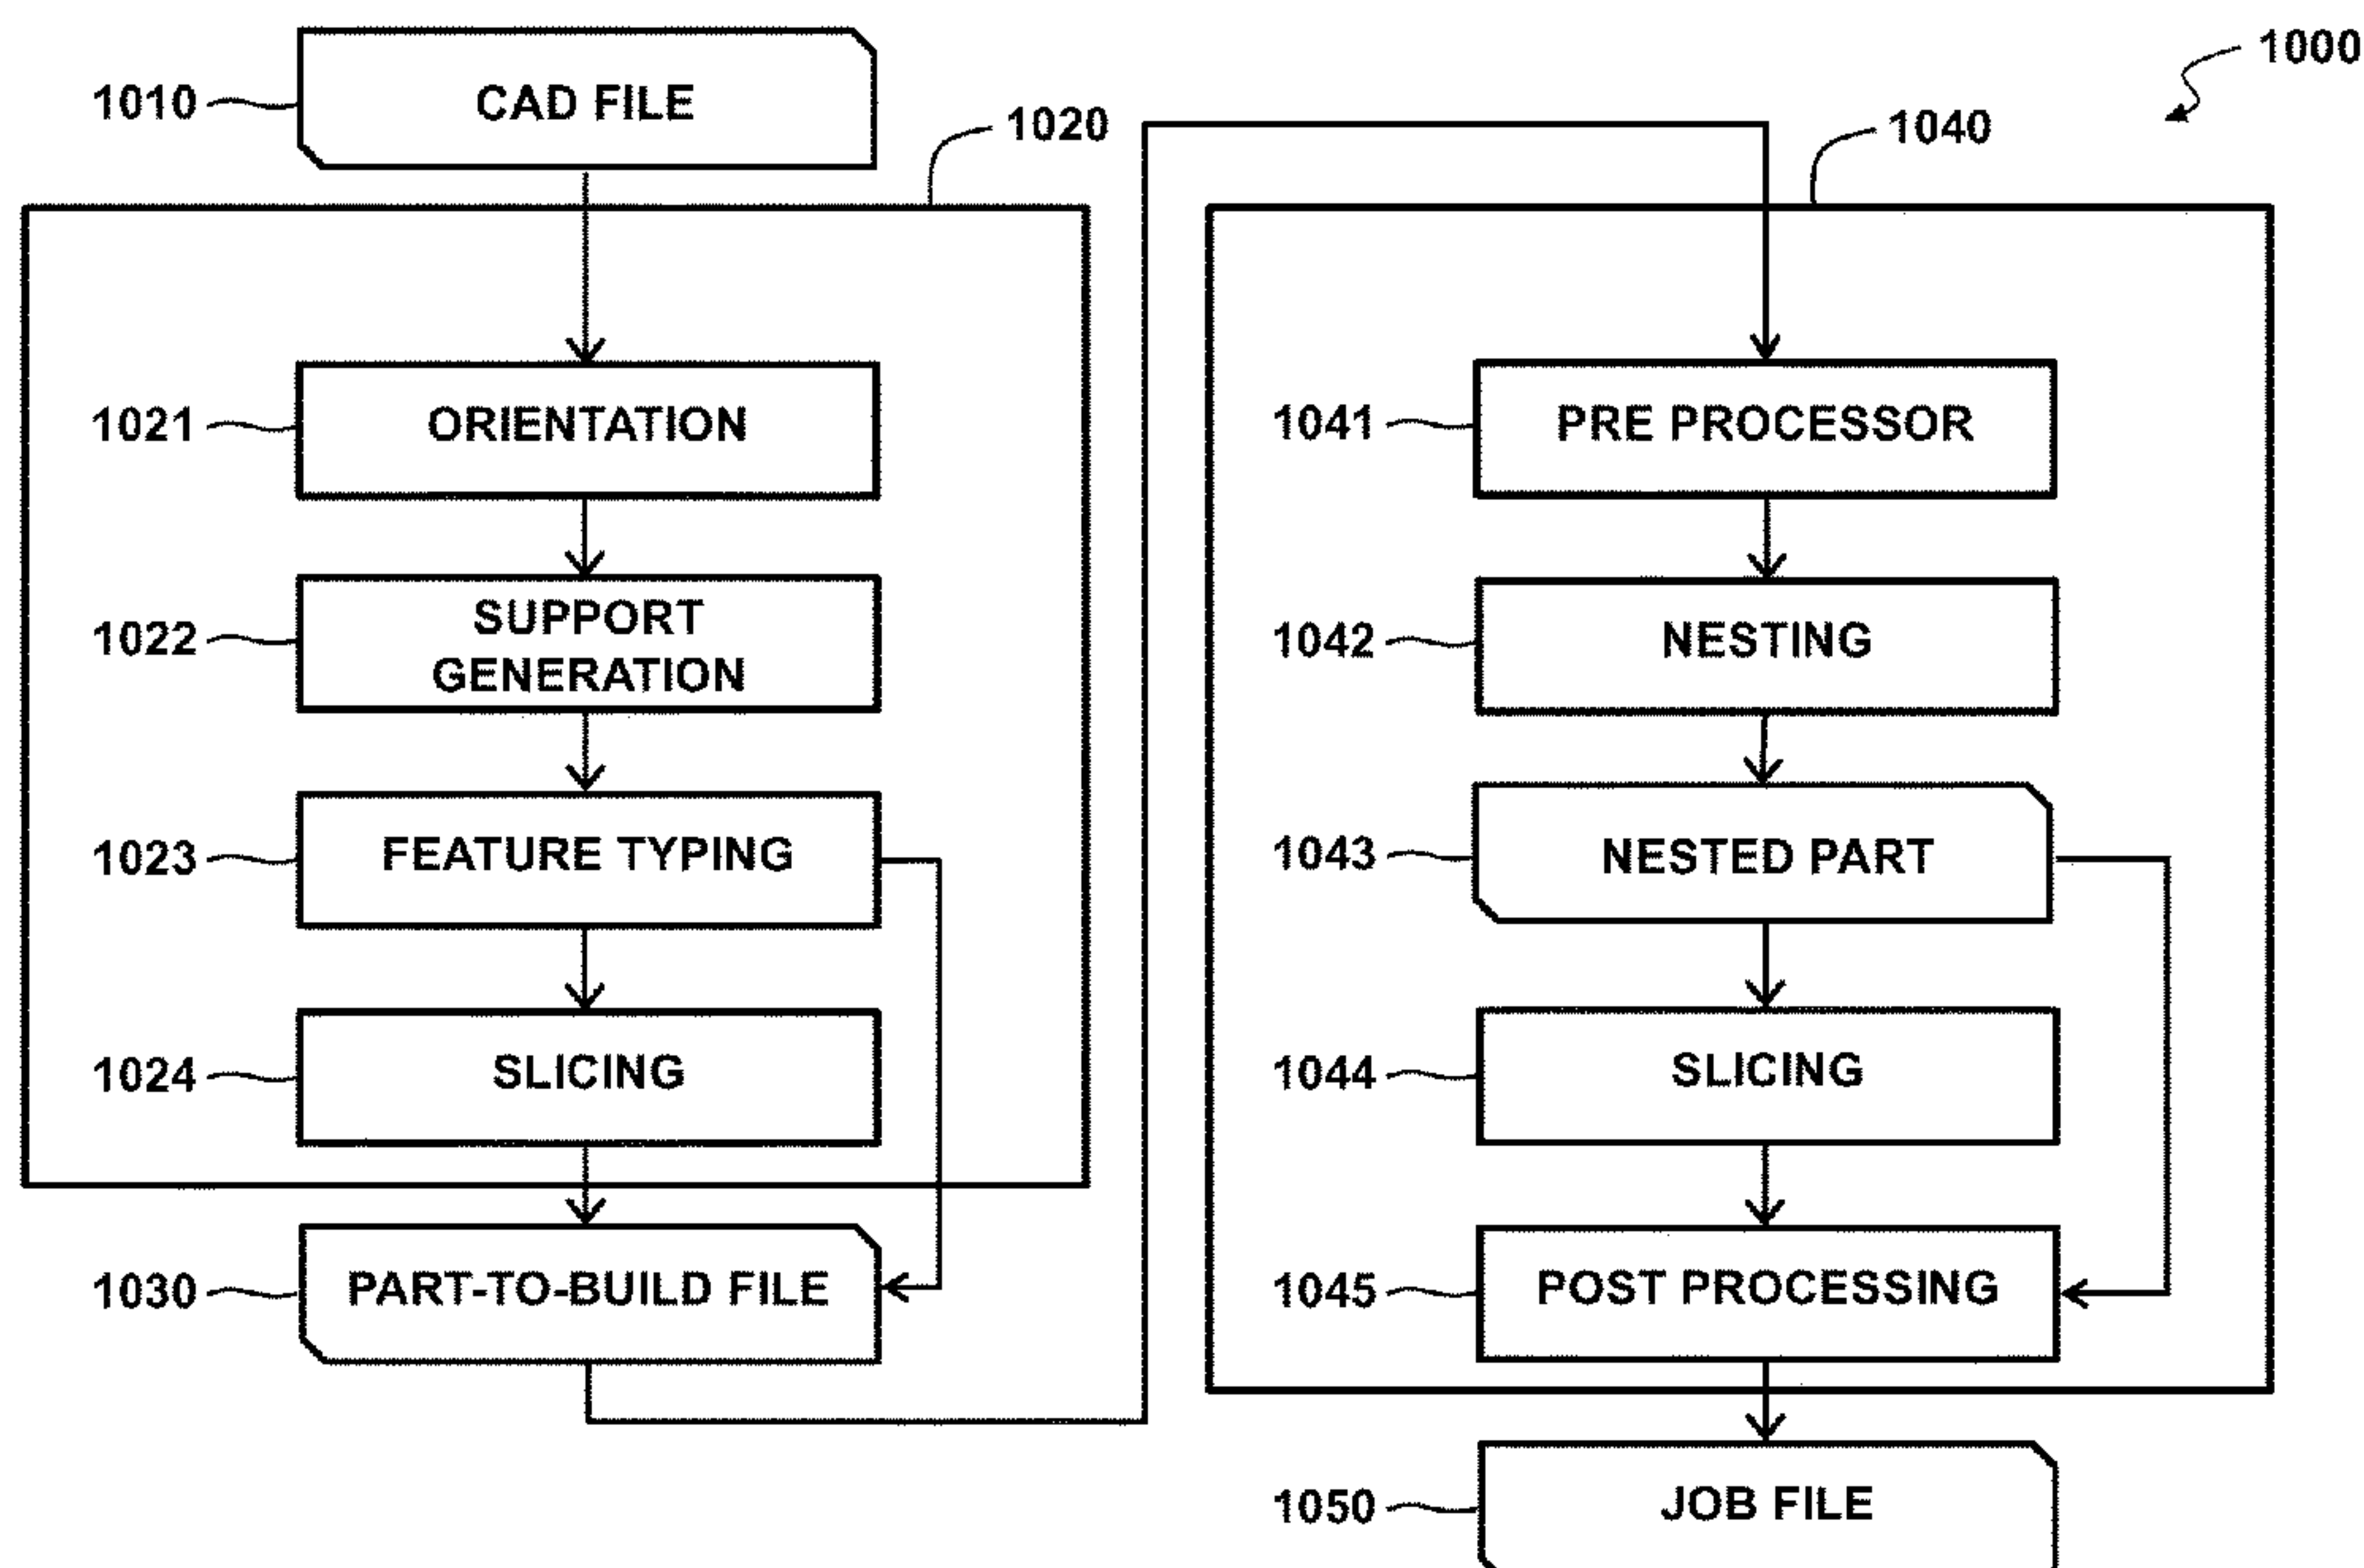 1000
1010
CAD FILE
1020
1021
ORIENTATION
1022
SUPPORT
GENERATION
1023
FEATURE TYPING
1024
SLICING
1030
PART-TO-BUILD FILE
1040
1041
PRE PROCESSOR
1042
NESTING
1043
NESTED PART
1044
SLICING
1045
POST PROCESSING
1050
JOB FILE